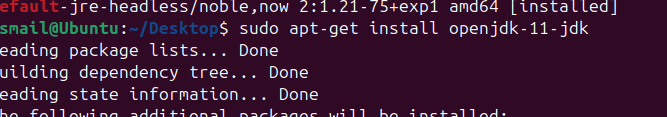 efault-jre-headless/noble,now 2:1.21-75+exp1 amd64 [installed]
smail@Ubuntu:~/Desktop$ sudo apt-get install openjdk-11-jdk
eading package lists... Done
uilding dependency tree... Done
eading state information... Done
he following additional packages will be installed: